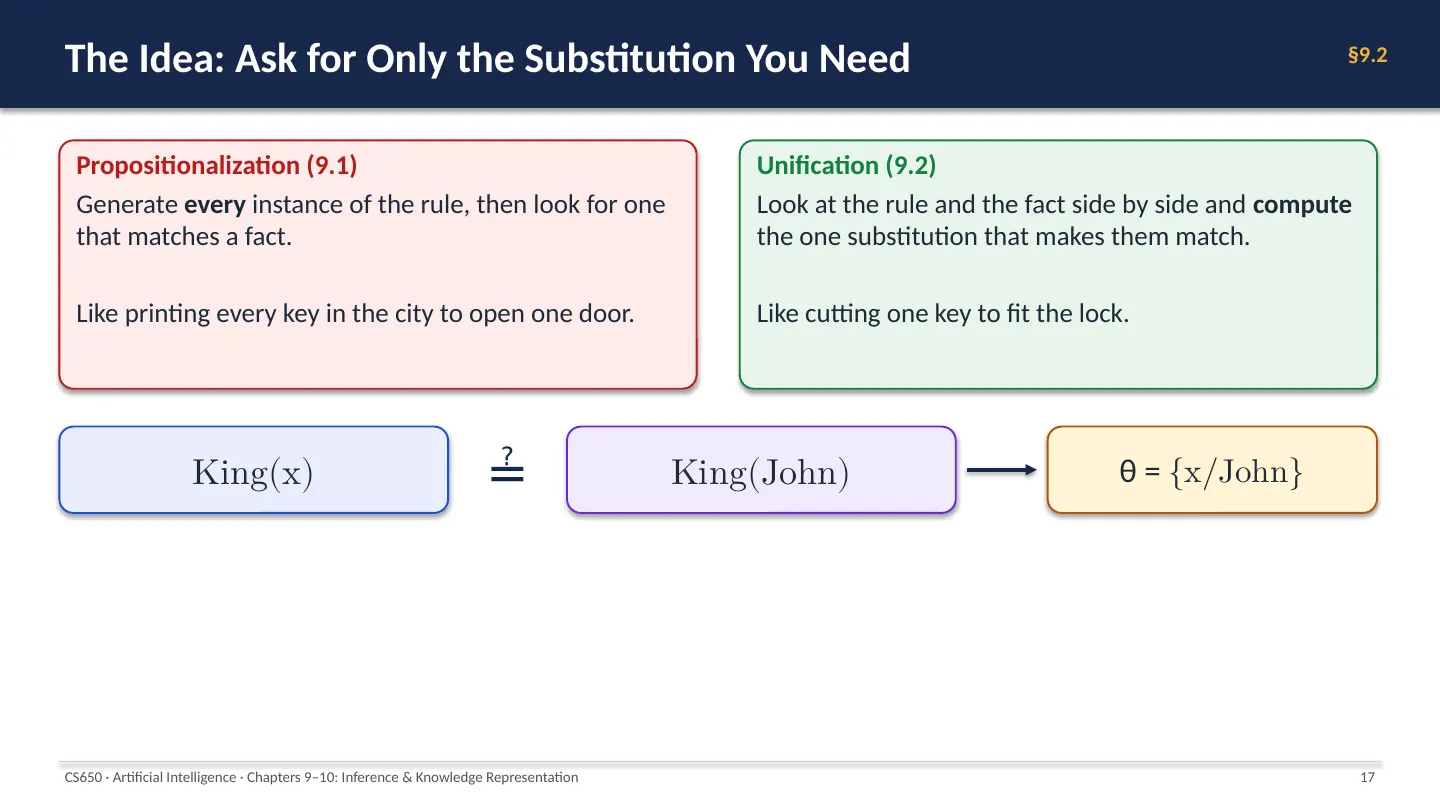 The Idea: Ask for Only the Substitution You Need
§9.2
Propositionalization (9.1)
Generate every instance of the rule, then look for one
that matches a fact.
Like printing every key in the city to open one door.
Unification (9.2)
Look at the rule and the fact side by side and compute
the one substitution that makes them match.
Like cutting one key to fit the lock.
King(x)
≟
King(John)
θ = {x/John}
CS650 · Artificial Intelligence · Chapters 9–10: Inference & Knowledge Representation
17